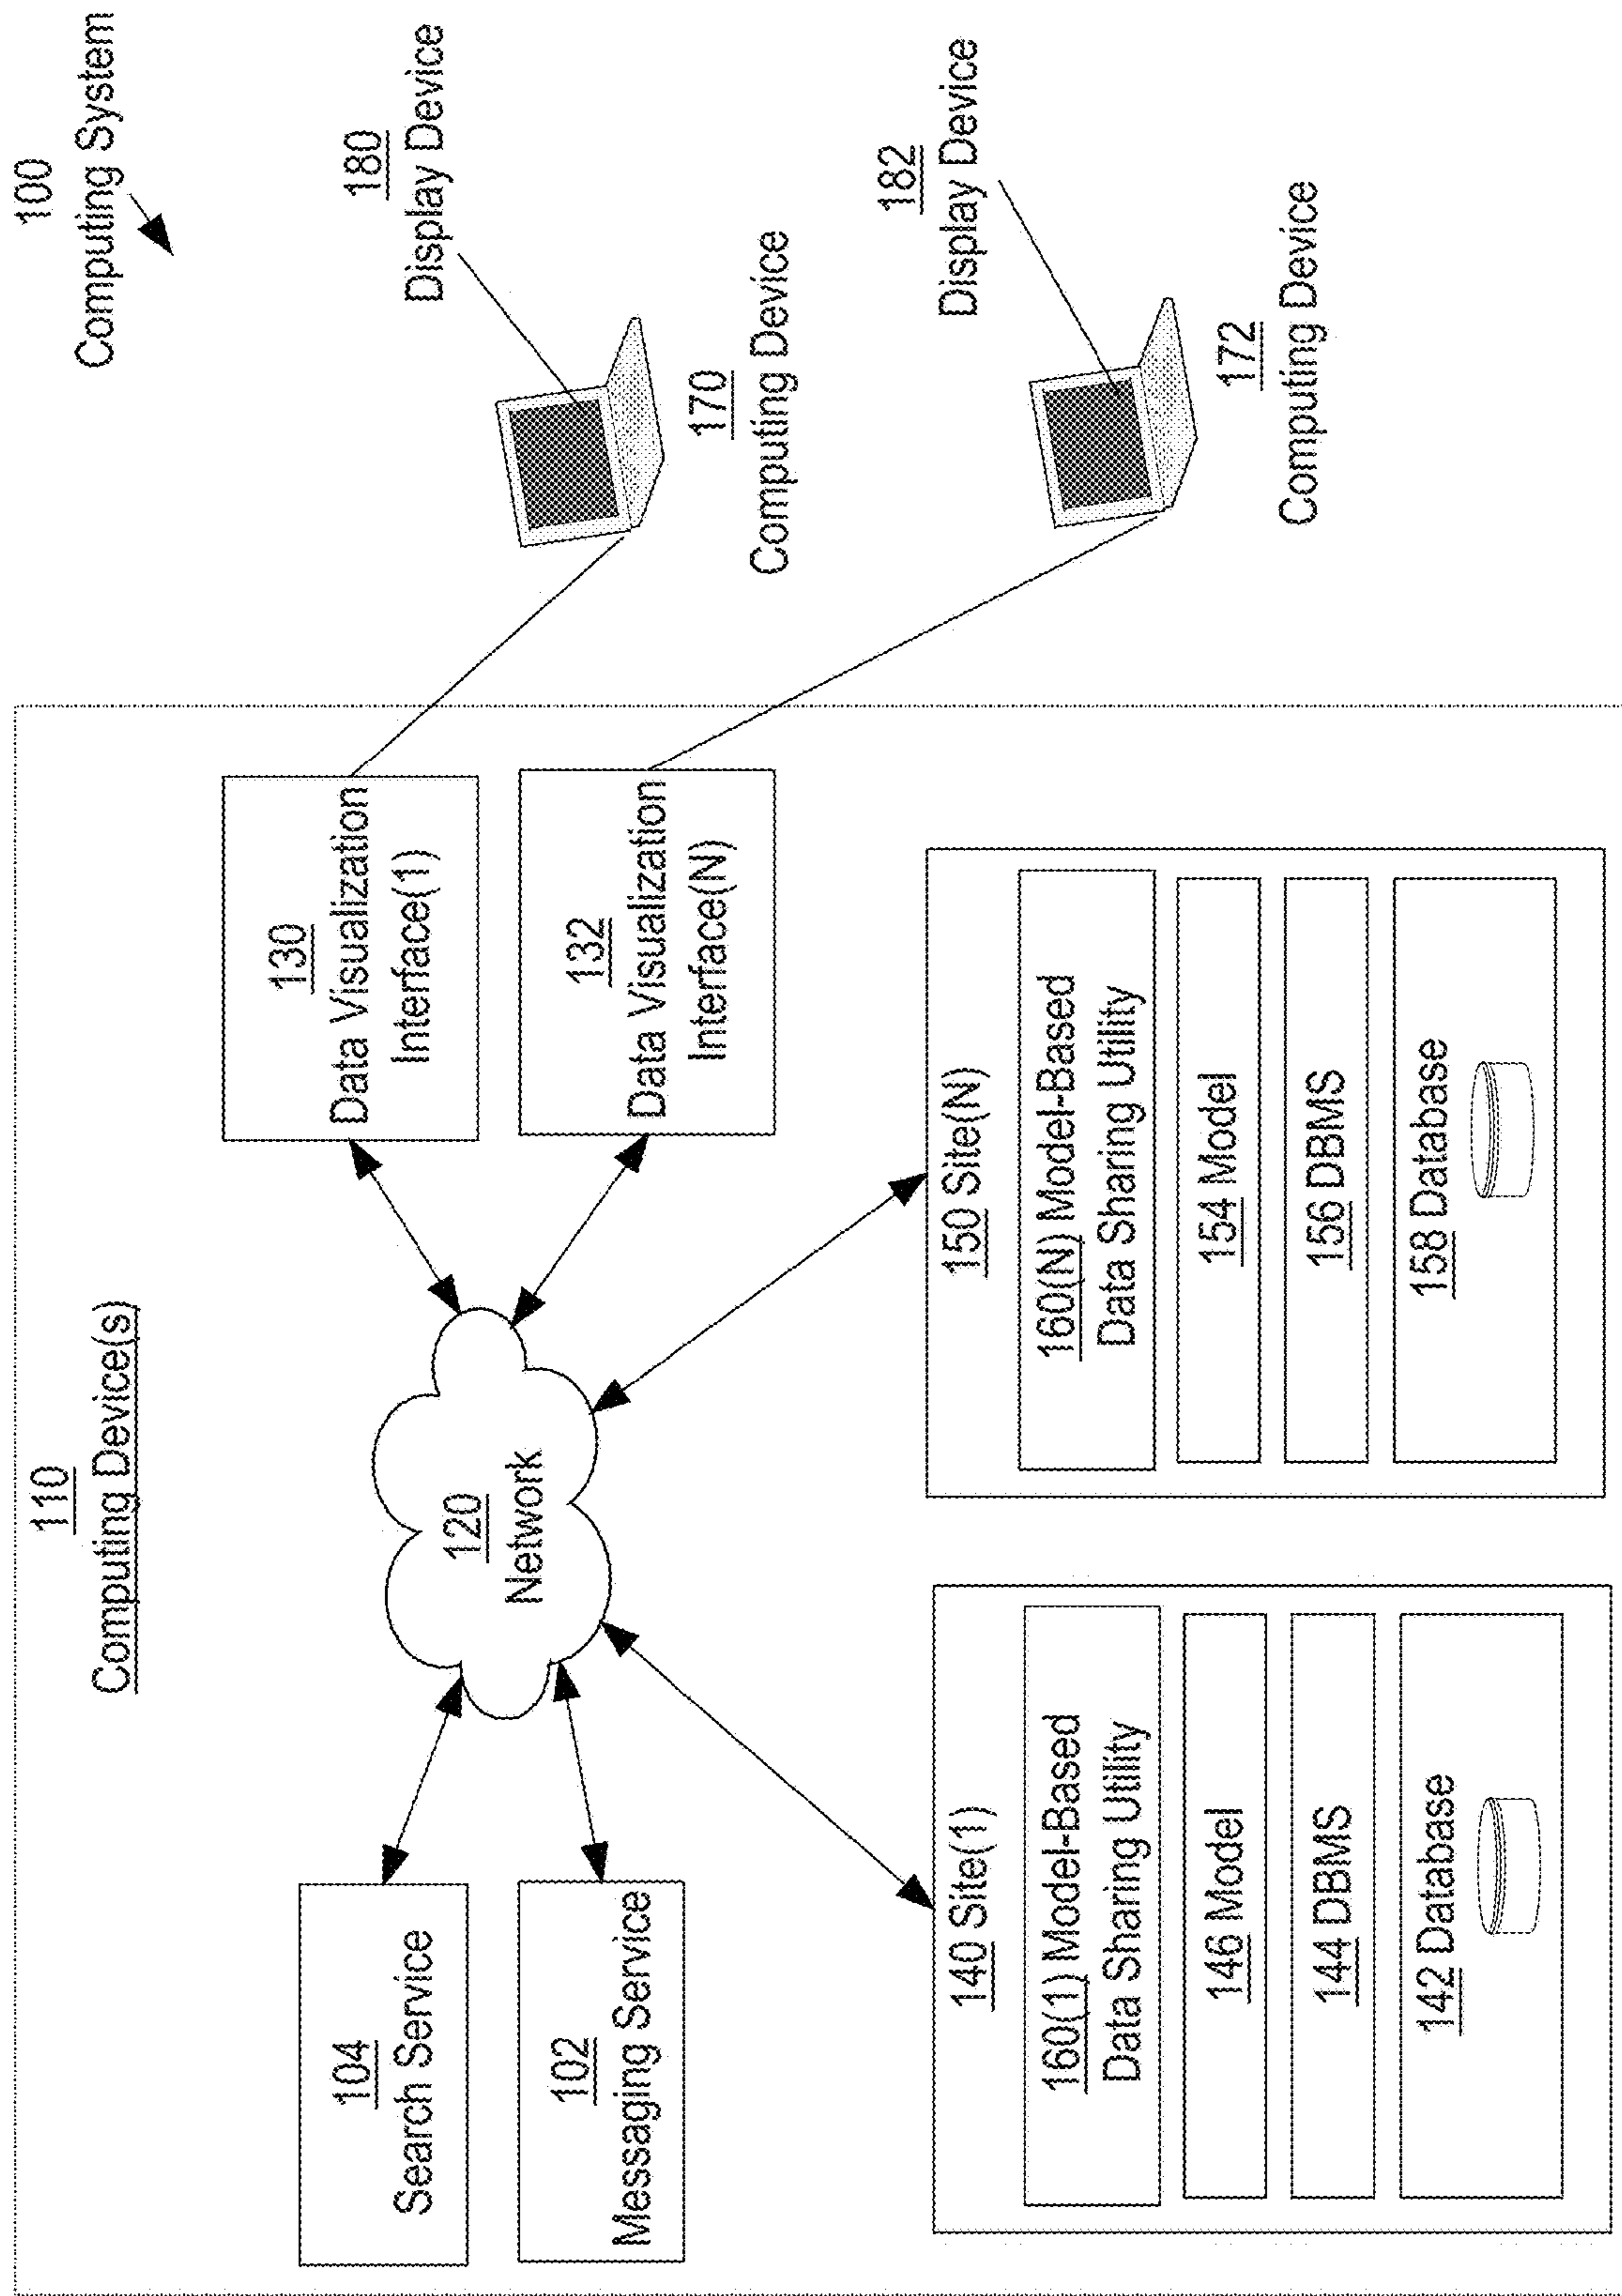 100
Computing System
110
Computing Device(s)
104
Search Service
102
Messaging Service
120
Network
130
Data Visualization
Interface(1)
132
Data Visualization
Interface(N)
180
Display Device
170
Computing Device
182
Display Device
172
Computing Device
140 Site(1)
160(1) Model-Based
Data Sharing Utility
146 Model
144 DBMS
142 Database
150 Site(N)
160(N) Model-Based
Data Sharing Utility
154 Model
156 DBMS
158 Database